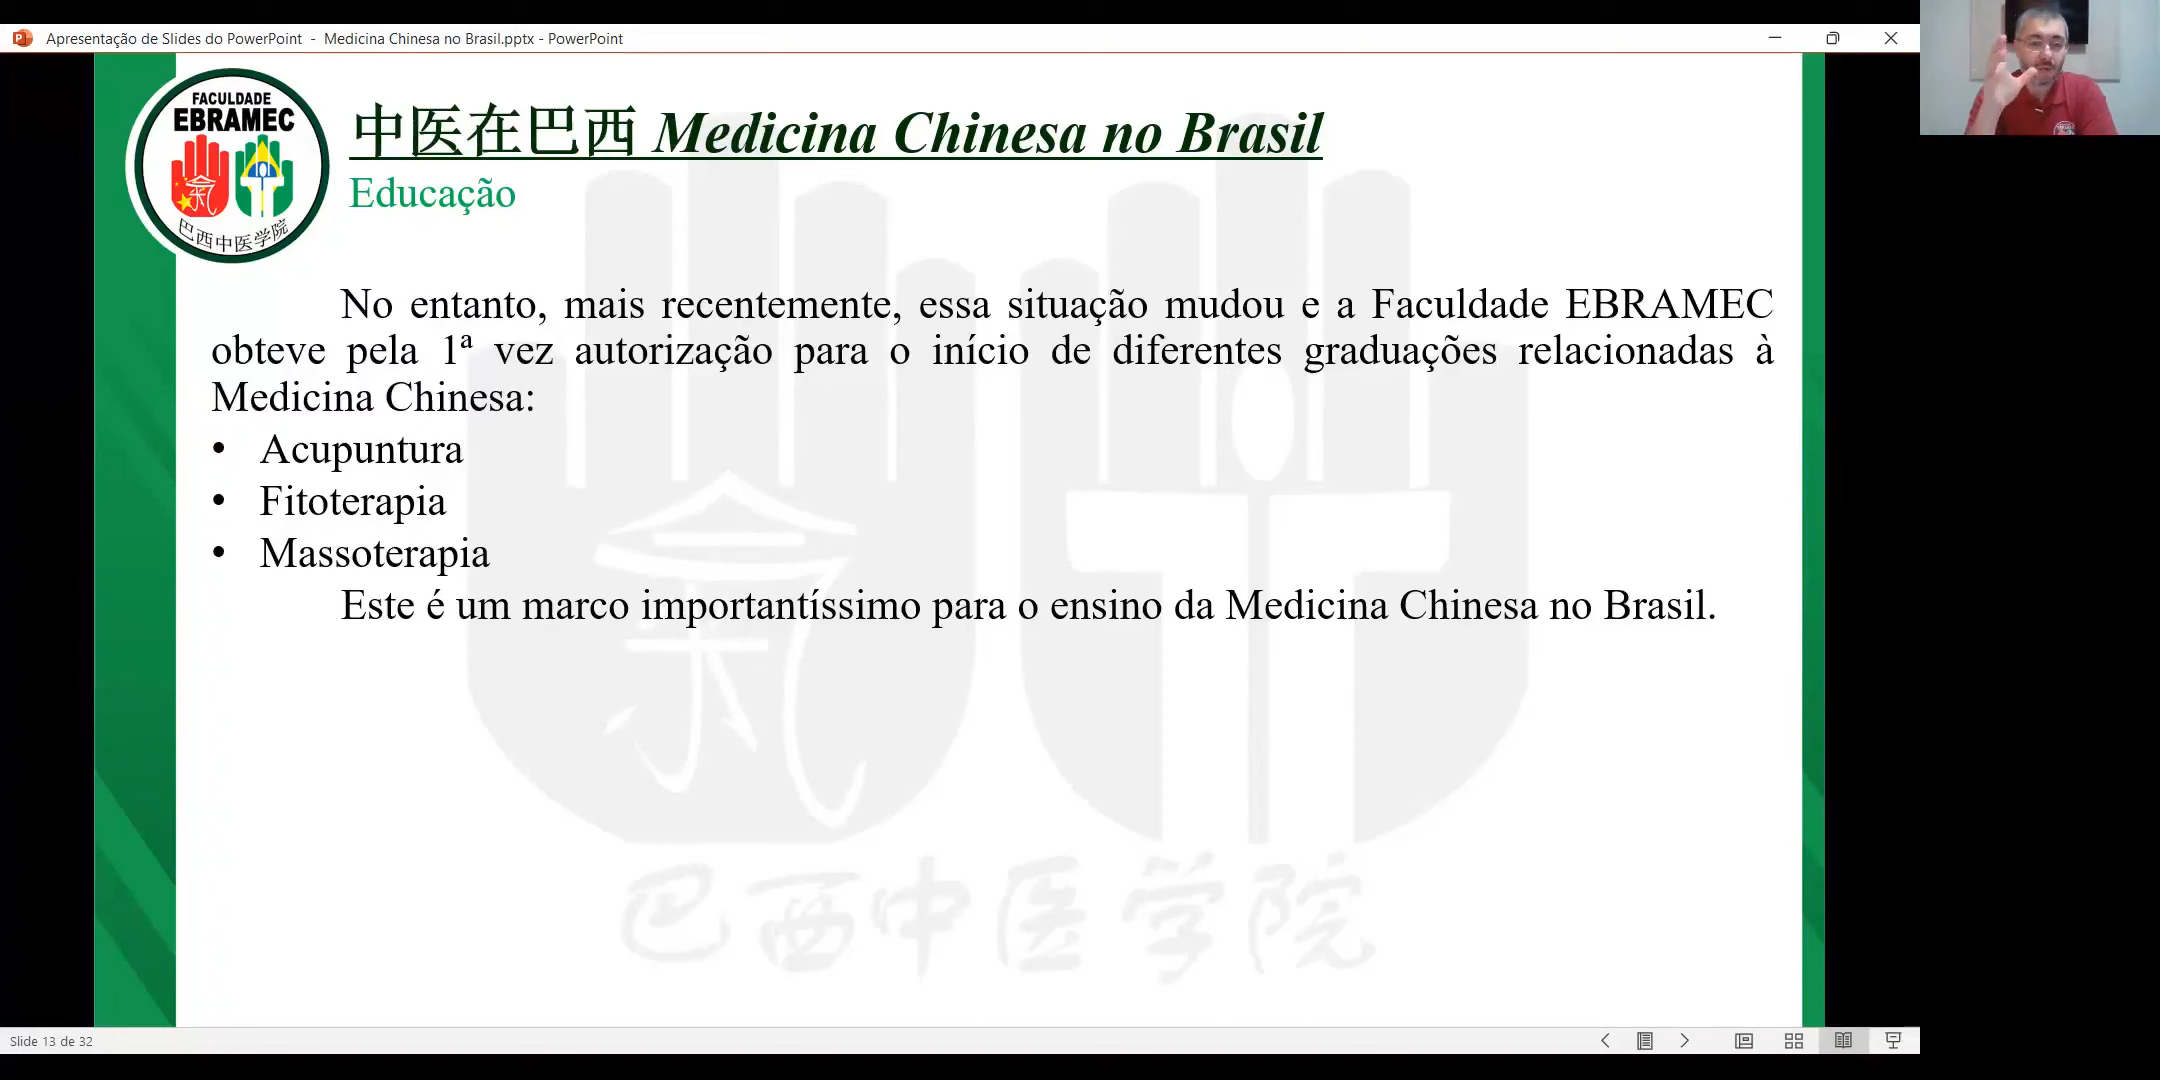 Apresentação de Slides do PowerPoint - Medicina Chinesa no Brasil.pptx - PowerPoint
FACULDADE
EBRAMEC
氣
巴西中医学院
中医在巴西 Medicina Chinesa no Brasil
Educação
No entanto, mais recentemente, essa situação mudou e a Faculdade EBRAMEC
obteve pela 1ª vez autorização para o início de diferentes graduações relacionadas à
Medicina Chinesa:
• Acupuntura
• Fitoterapia
• Massoterapia
Este é um marco importantíssimo para o ensino da Medicina Chinesa no Brasil.
氣
巴西中医学院
Slide 13 de 32